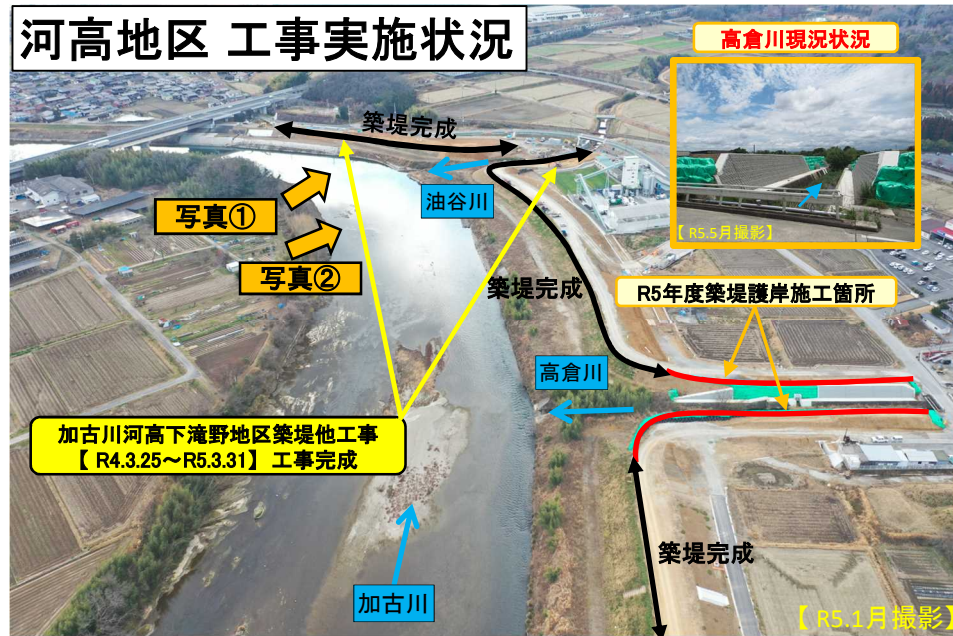 河高地区 工事実施状況
高倉川現況状況
【 R5.5月撮影】
築堤完成
油谷川
写真①
写真②
築堤完成
R5年度築堤護岸施工箇所
高倉川
加古川河高下滝野地区築堤他工事
【 R4.3.25～R5.3.31】 工事完成
築堤完成
加古川
【 R5.1月撮影】